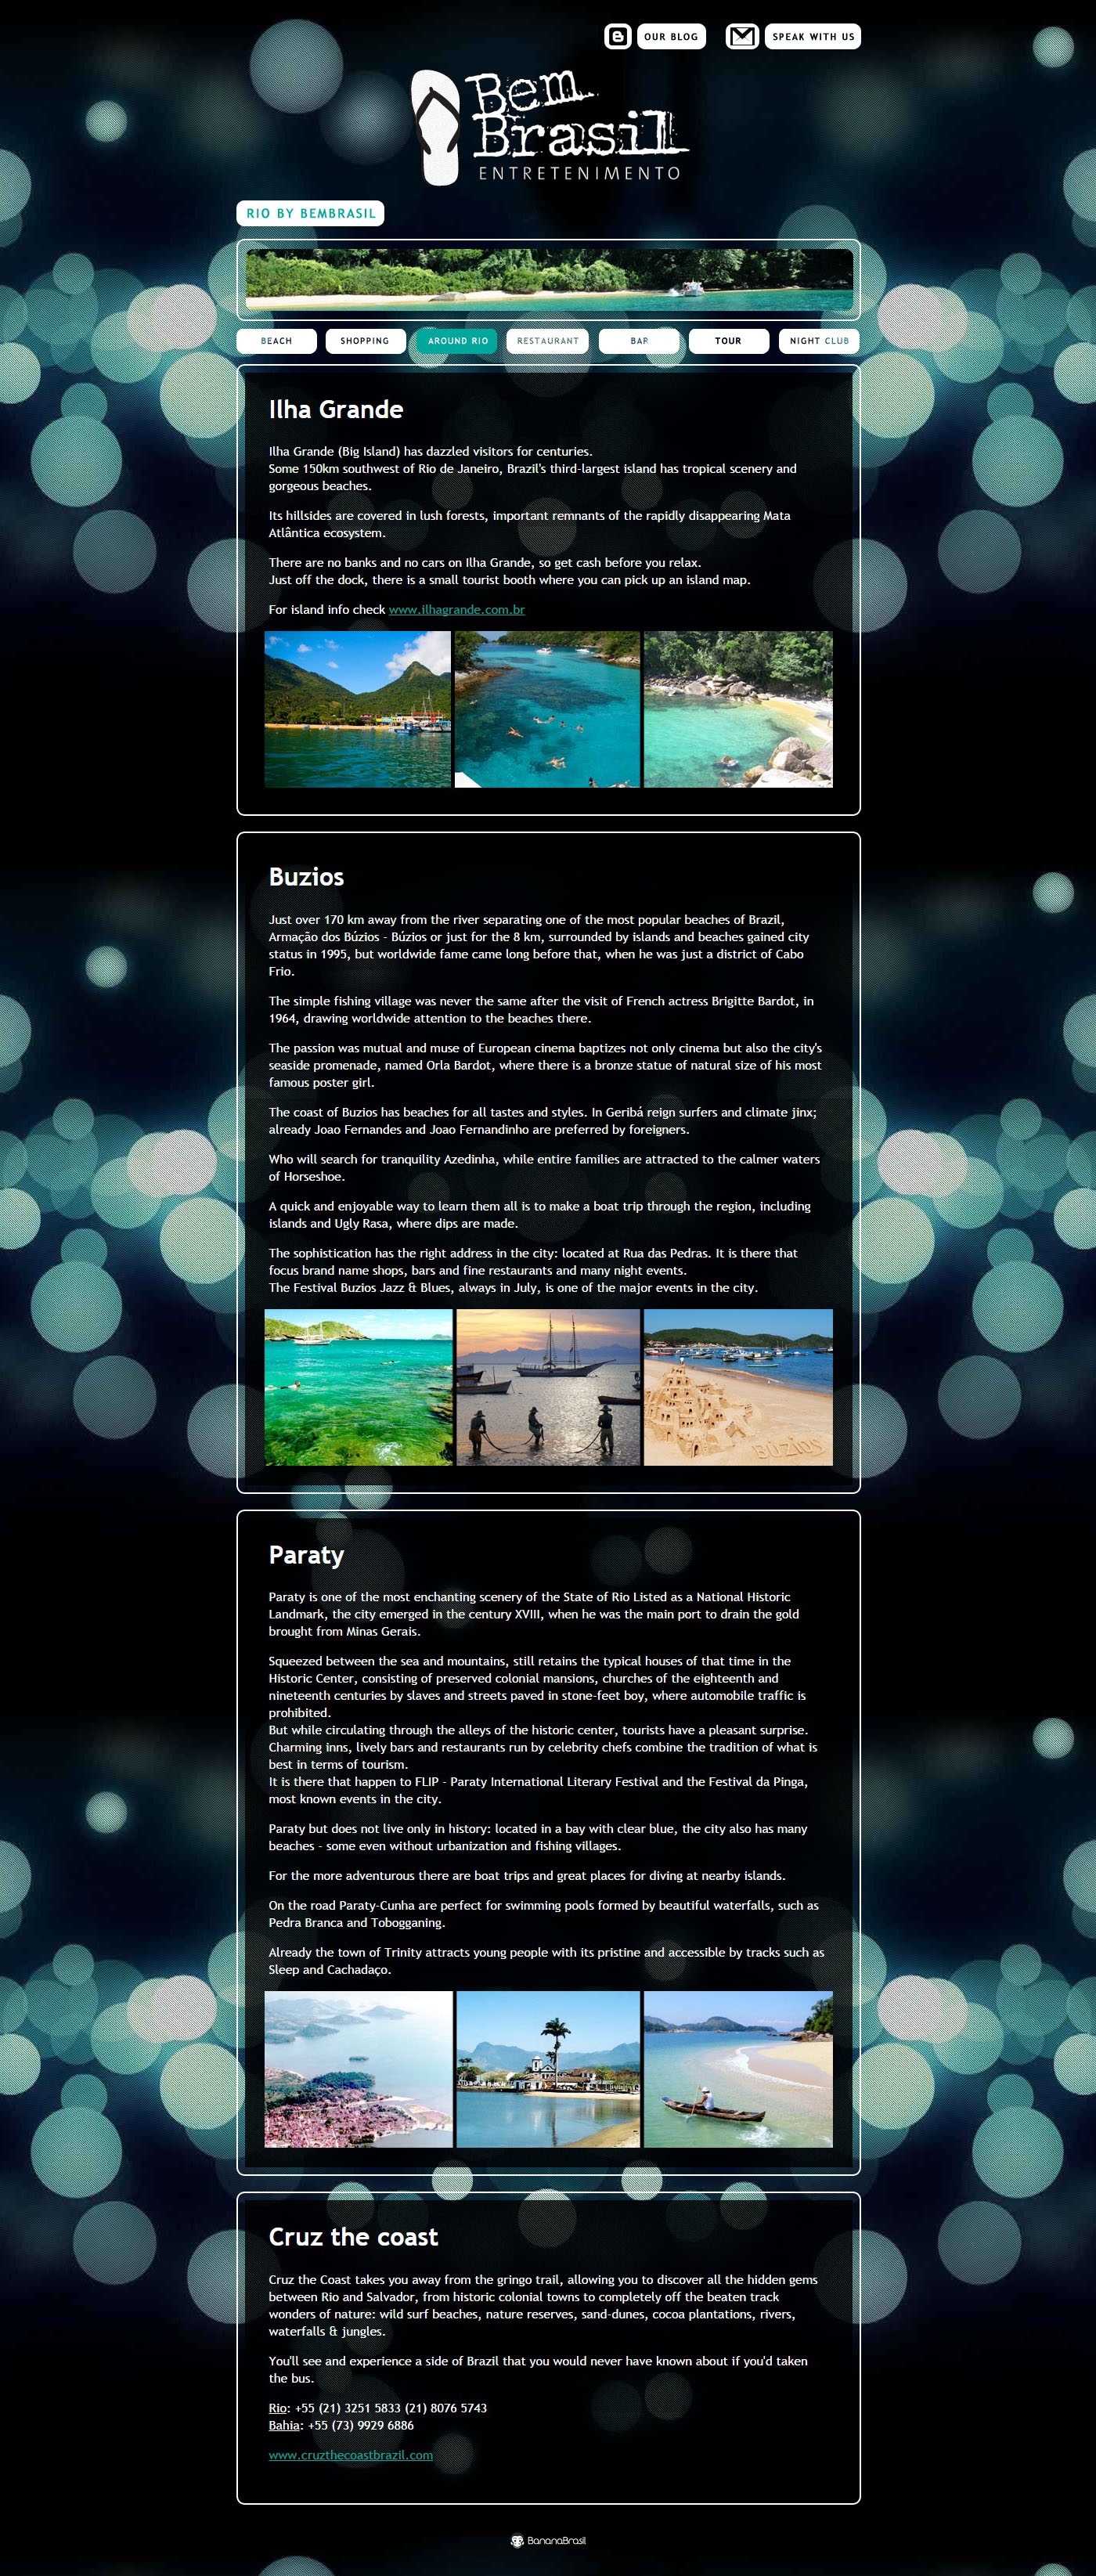 OUR BLOG
SPEAK WITH US
Bem
Brasil
ENTRETENIMENTO
RIO BY BEMBRASIL
BEACH
SHOPPING
AROUND RIO
RESTAURANT
BAR
TOUR
NIGHT CLUB
Ilha Grande
Ilha Grande (Big Island) has dazzled visitors for centuries.
Some 150km southwest of Rio de Janeiro, Brazil's third-largest island has tropical scenery and
gorgeous beaches.
Its hillsides are covered in lush forests, important remnants of the rapidly disappearing Mata
Atlântica ecosystem.
There are no banks and no cars on Ilha Grande, so get cash before you relax.
Just off the dock, there is a small tourist booth where you can pick up an island map.
For island info check www.ilhagrande.com.br
Buzios
Just over 170 km away from the river separating one of the most popular beaches of Brazil,
Armação dos Búzios - Búzios or just for the 8 km, surrounded by islands and beaches gained city
status in 1995, but worldwide fame came long before that, when he was just a district of Cabo
Frio.
The simple fishing village was never the same after the visit of French actress Brigitte Bardot, in
1964, drawing worldwide attention to the beaches there.
The passion was mutual and muse of European cinema baptizes not only cinema but also the city's
seaside promenade, named Orla Bardot, where there is a bronze statue of natural size of his most
famous poster girl.
The coast of Buzios has beaches for all tastes and styles. In Geribá reign surfers and climate jinx;
already Joao Fernandes and Joao Fernandinho are preferred by foreigners.
Who will search for tranquility Azedinha, while entire families are attracted to the calmer waters
of Horseshoe.
A quick and enjoyable way to learn them all is to make a boat trip through the region, including
islands and Ugly Rasa, where dips are made.
The sophistication has the right address in the city: located at Rua das Pedras. It is there that
focus brand name shops, bars and fine restaurants and many night events.
The Festival Buzios Jazz & Blues, always in July, is one of the major events in the city.
BÚZIOS
Paraty
Paraty is one of the most enchanting scenery of the State of Rio Listed as a National Historic
Landmark, the city emerged in the century XVIII, when he was the main port to drain the gold
brought from Minas Gerais.
Squeezed between the sea and mountains, still retains the typical houses of that time in the
Historic Center, consisting of preserved colonial mansions, churches of the eighteenth and
nineteenth centuries by slaves and streets paved in stone-feet boy, where automobile traffic is
prohibited.
But while circulating through the alleys of the historic center, tourists have a pleasant surprise.
Charming inns, lively bars and restaurants run by celebrity chefs combine the tradition of what is
best in terms of tourism.
It is there that happen to FLIP - Paraty International Literary Festival and the Festival da Pinga,
most known events in the city.
Paraty but does not live only in history: located in a bay with clear blue, the city also has many
beaches - some even without urbanization and fishing villages.
For the more adventurous there are boat trips and great places for diving at nearby islands.
On the road Paraty-Cunha are perfect for swimming pools formed by beautiful waterfalls, such as
Pedra Branca and Tobogganing.
Already the town of Trinity attracts young people with its pristine and accessible by tracks such as
Sleep and Cachadaço.
Cruz the coast
Cruz the Coast takes you away from the gringo trail, allowing you to discover all the hidden gems
between Rio and Salvador, from historic colonial towns to completely off the beaten track
wonders of nature: wild surf beaches, nature reserves, sand-dunes, cocoa plantations, rivers,
waterfalls & jungles.
You'll see and experience a side of Brazil that you would never have known about if you'd taken
the bus.
Rio: +55 (21) 3251 5833 (21) 8076 5743
Bahia: +55 (73) 9929 6886
www.cruzthecoastbrazil.com
BananaBrasil